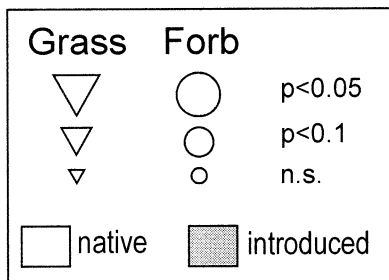 Grass Forb
p<0.05
p<0.1
n.s.
native introduced